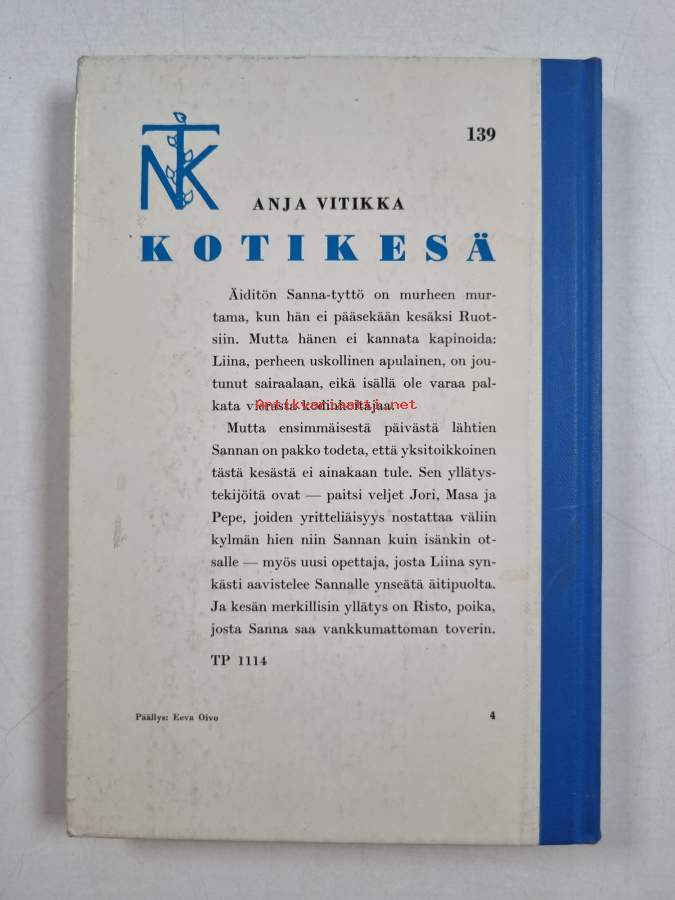 NTK
139
ANJA VITIKKA
KOTIKESÄ
Äiditön Sanna-tyttö on murheen mur-
tama, kun hän ei pääsekään kesäksi Ruot-
siin. Mutta hänen ei kannata kapinoida:
Liina, perheen uskollinen apulainen, on jou-
tunut sairaalaan, eikä isällä ole varaa pal-
kata vierasta kodinhoitajaa.
Antikvariaatti.net
Mutta ensimmäisestä päivästä lähtien
Sannan on pakko todeta, että yksitoikkoinen
tästä kesästä ei ainakaan tule. Sen yllätys-
tekijöitä ovat — paitsi veljet Jori, Masa ja
Pepe, joiden yritteliäisyys nostattaa väliin
kylmän hien niin Sannan kuin isänkin ot-
salle — myös uusi opettaja, josta Liina syn-
kästi aavistelee Sannalle ynseätä äitipuolta.
Ja kesän merkillisin yllätys on Risto, poika,
josta Sanna saa vankkumattoman toverin.
TP 1114
Päällys: Eeva Oivo
4